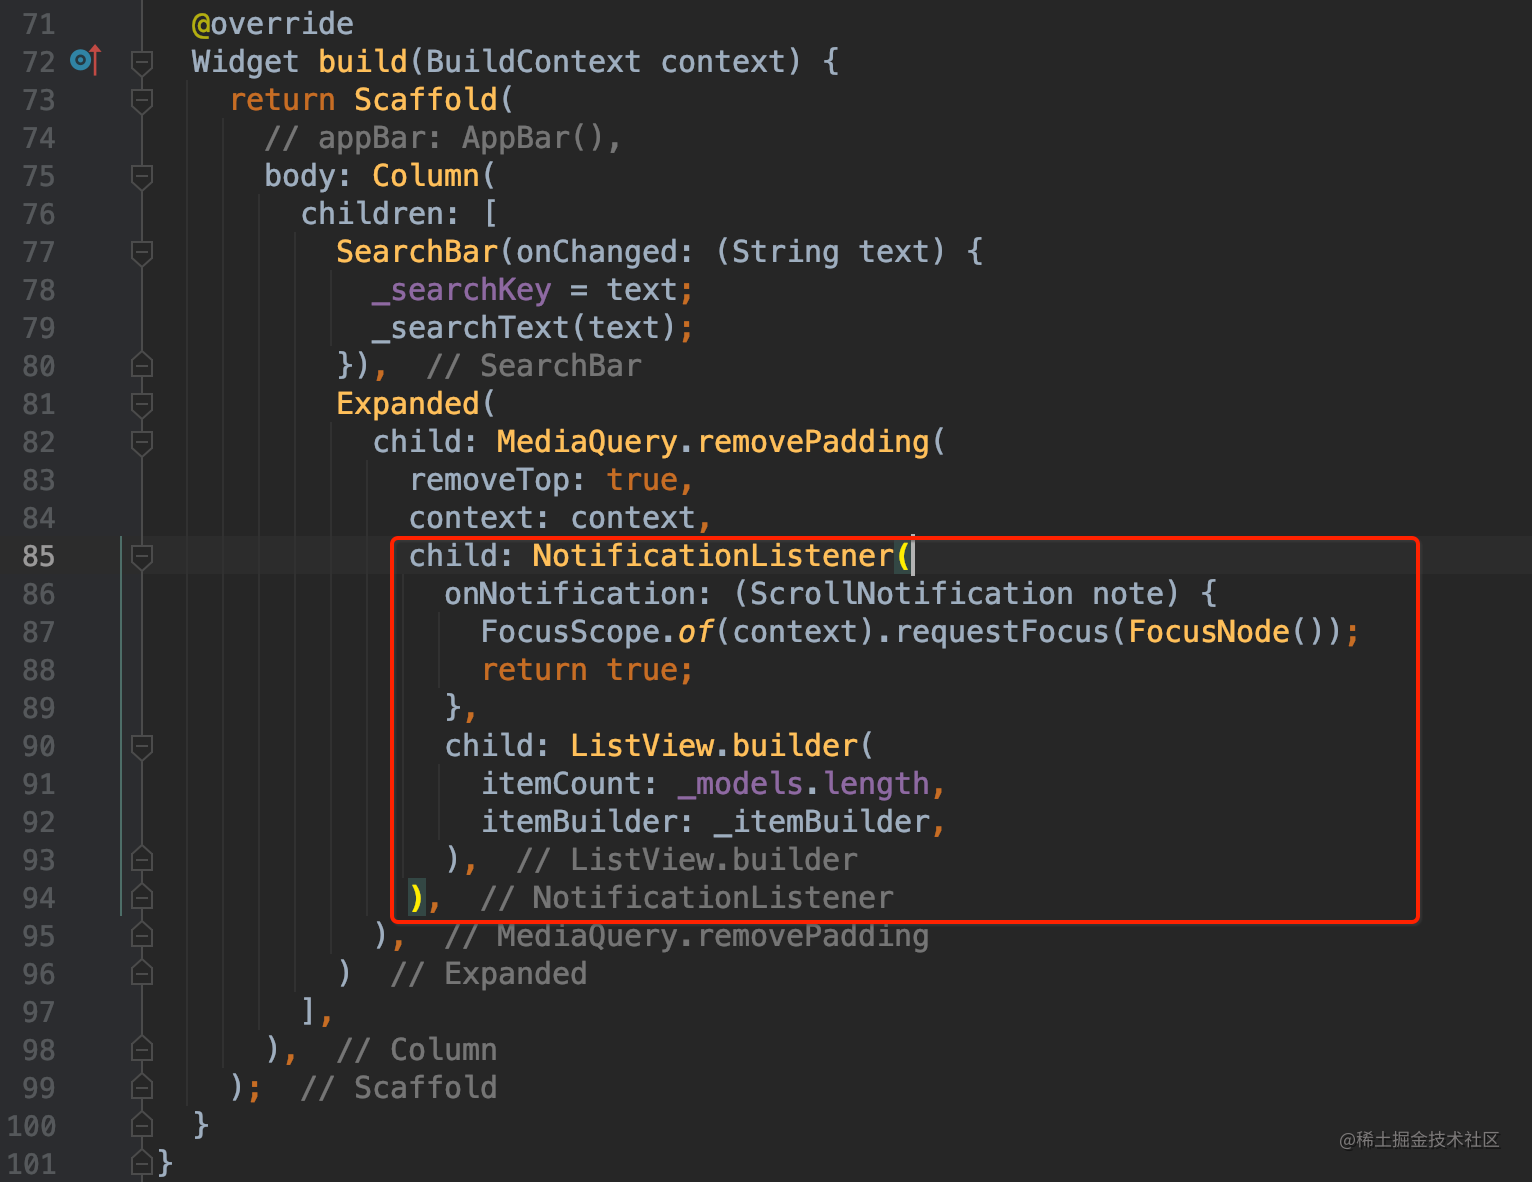 71 @override
72 Widget build(BuildContext context) {
73 return Scaffold(
74 // appBar: AppBar(),
75 body: Column(
76 children: [
77 SearchBar(onChanged: (String text) {
78 _searchKey = text;
79 _searchText(text);
80 }), // SearchBar
81 Expanded(
82 child: MediaQuery.removePadding(
83 removeTop: true,
84 context: context,
85 child: NotificationListener(
86 onNotification: (ScrollNotification note) {
87 FocusScope.of(context).requestFocus(FocusNode());
88 return true;
89 },
90 child: ListView.builder(
91 itemCount: _models.length,
92 itemBuilder: _itemBuilder,
93 ), // ListView.builder
94 ), // NotificationListener
95 ), // MediaQuery.removePadding
96 ) // Expanded
97 ],
98 ), // Column
99 ); // Scaffold
100 }
101 }
@稀土掘金技术社区